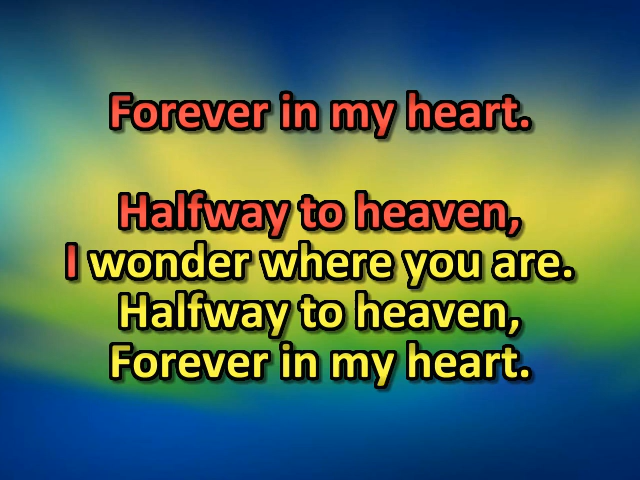 Forever in my heart.
Halfway to heaven,
I wonder where you are.
Halfway to heaven,
Forever in my heart.